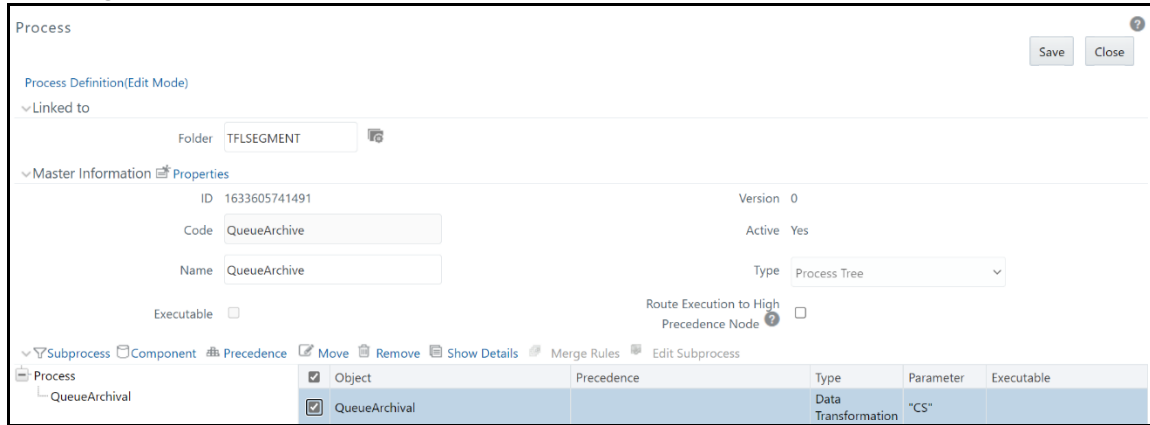 Process
Save Close
Process Definition(Edit Mode)
Linked to
Folder TFLSEGMENT
Master Information Properties
ID 1633605741491 Version 0
Code QueueArchive Active Yes
Name QueueArchive Type Process Tree
Executable Route Execution to High
Precedence Node ?
Subprocess Component Precedence Move Remove Show Details Merge Rules Edit Subprocess
Process Object Precedence Type Parameter Executable
QueueArchival QueueArchival Data
Transformation "CS"